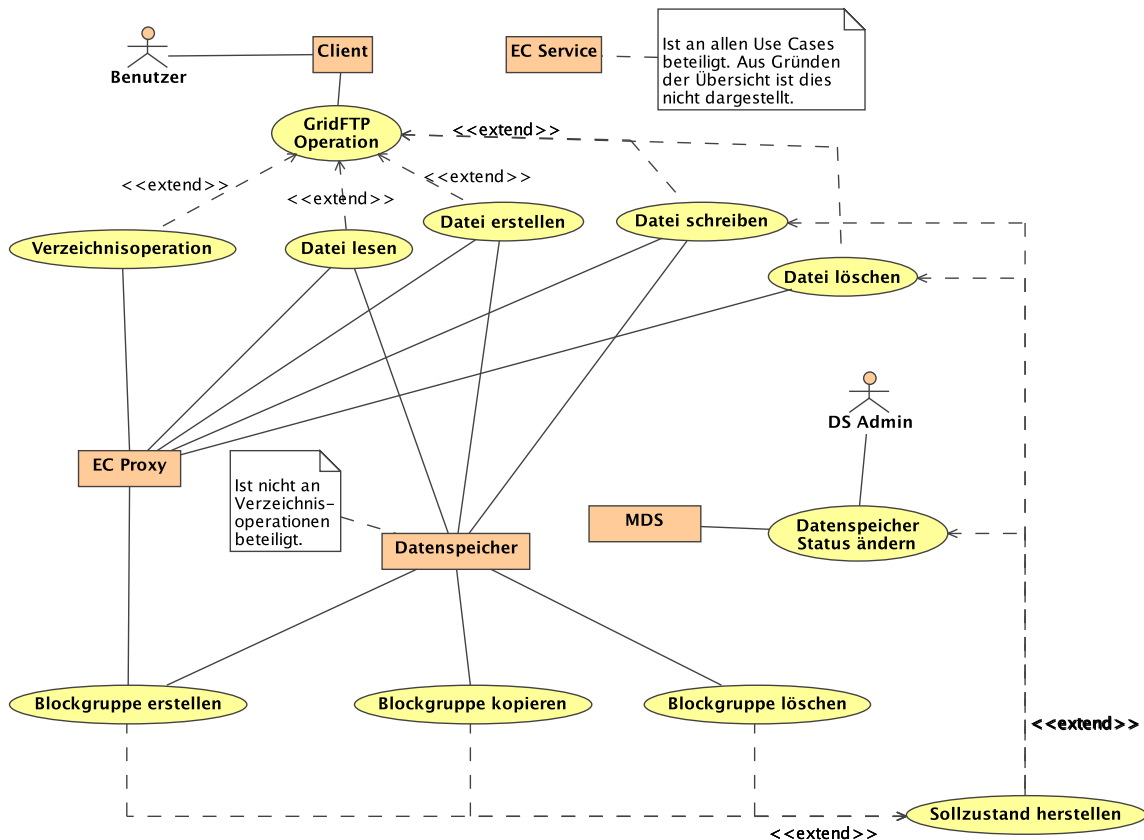 Benutzer
Client
EC Service
Ist an allen Use Cases
beteiligt. Aus Gründen
der Übersicht ist dies
nicht dargestellt.
GridFTP
Operation
<<extend>>
<<extend>>
<<extend>>
<<extend>>
Verzeichnisoperation
Datei lesen
Datei erstellen
Datei schreiben
Datei löschen
DS Admin
EC Proxy
Ist nicht an
Verzeichnis-
operationen
beteiligt.
Datenspeicher
MDS
Datenspeicher
Status ändern
Blockgruppe erstellen
Blockgruppe kopieren
Blockgruppe löschen
<<extend>>
Sollzustand herstellen
<<extend>>